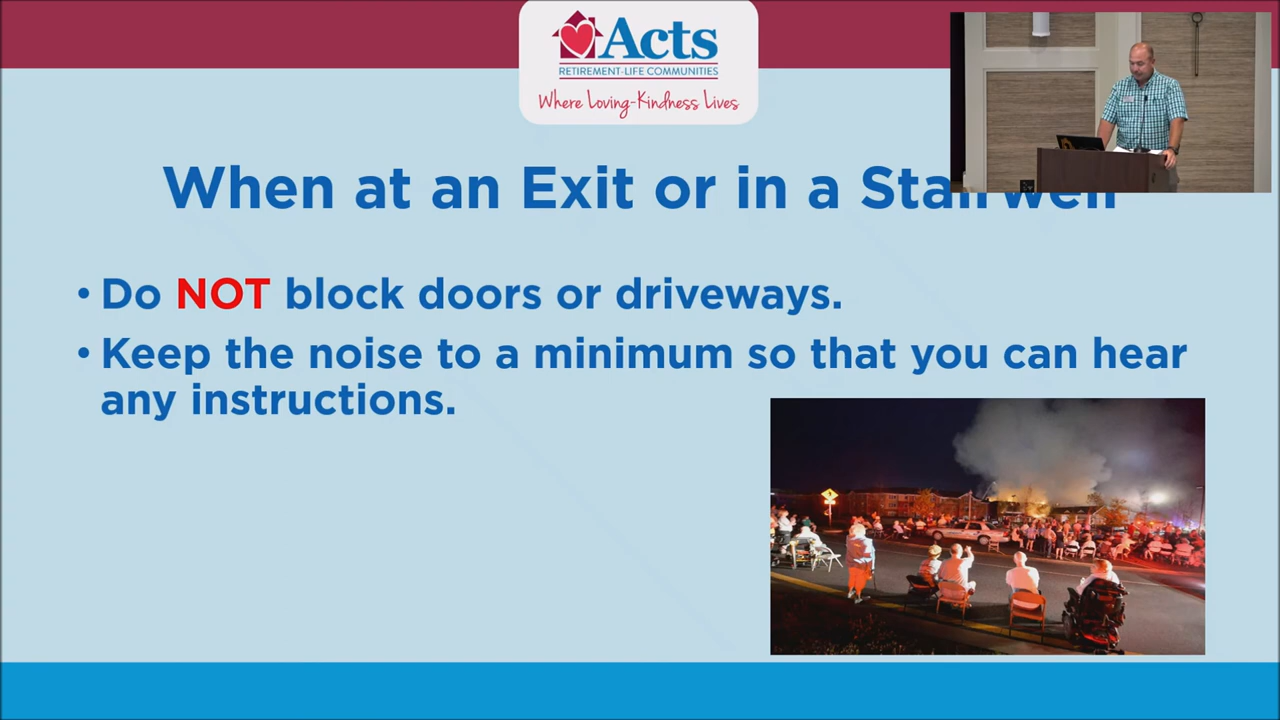 Acts
RETIREMENT-LIFE COMMUNITIES
Where Loving-Kindness Lives
When at an Exit or in a Stairwell
• Do NOT block doors or driveways.
• Keep the noise to a minimum so that you can hear
any instructions.